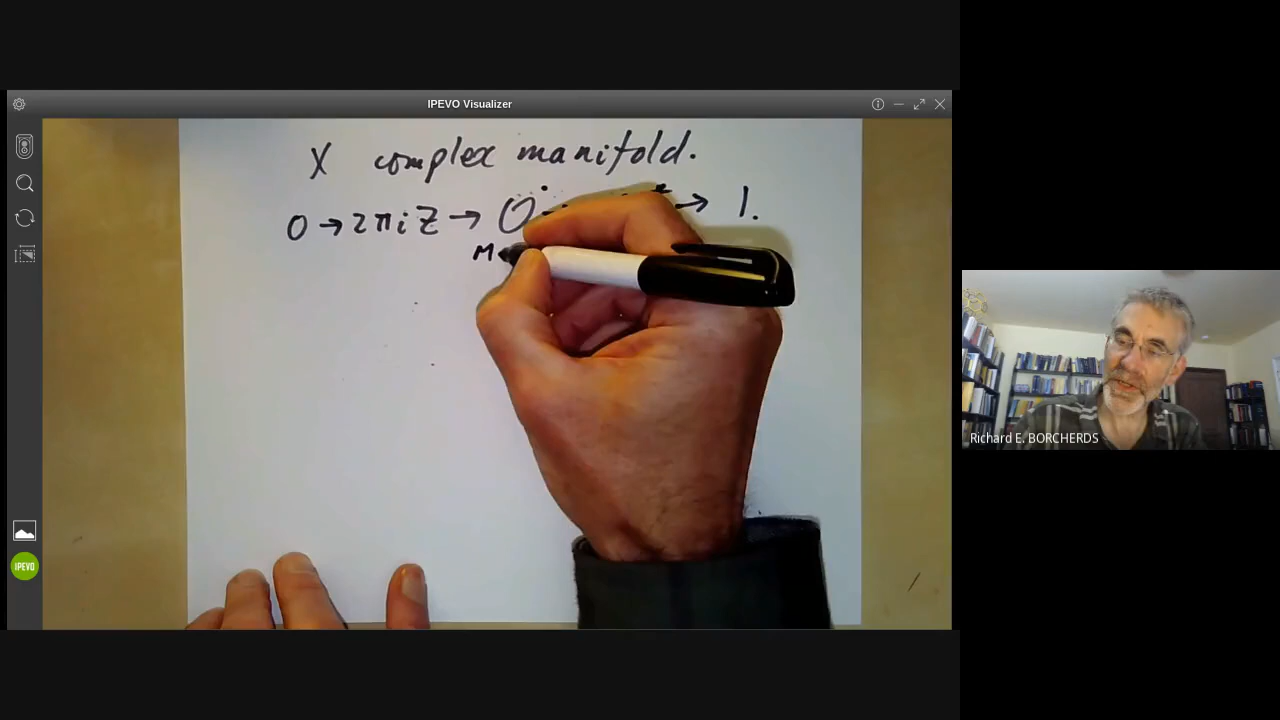 IPEVO Visualizer
X complex manifold.
0 → 2πiZ → O → 1.
M
IPEVO
Richard E. BORCHERDS